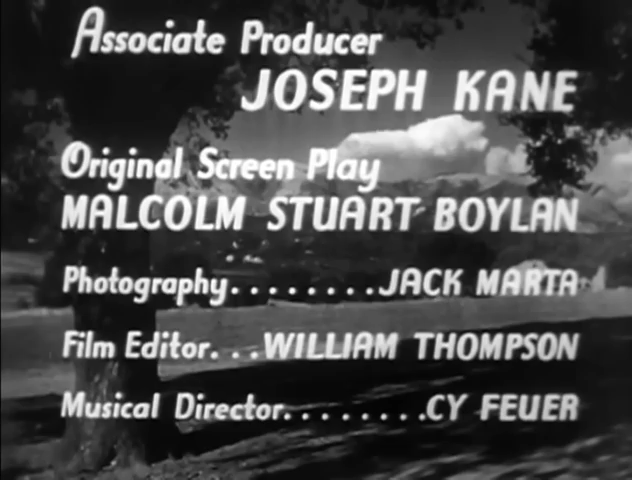 Associate Producer
JOSEPH KANE
Original Screen Play
MALCOLM STUART BOYLAN
Photography........JACK MARTA
Film Editor...WILLIAM THOMPSON
Musical Director.........CY FEUER